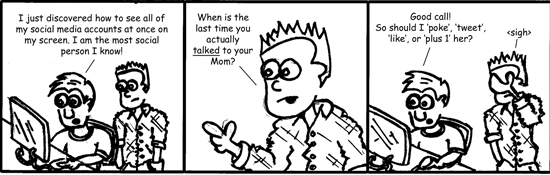 I just discovered how to see all of
my social media accounts at once on
my screen. I am the most social
person I know!
When is the
last time you
actually
talked to your
Mom?
Good call!
So should I 'poke', 'tweet',
'like', or 'plus 1' her?
<sigh>